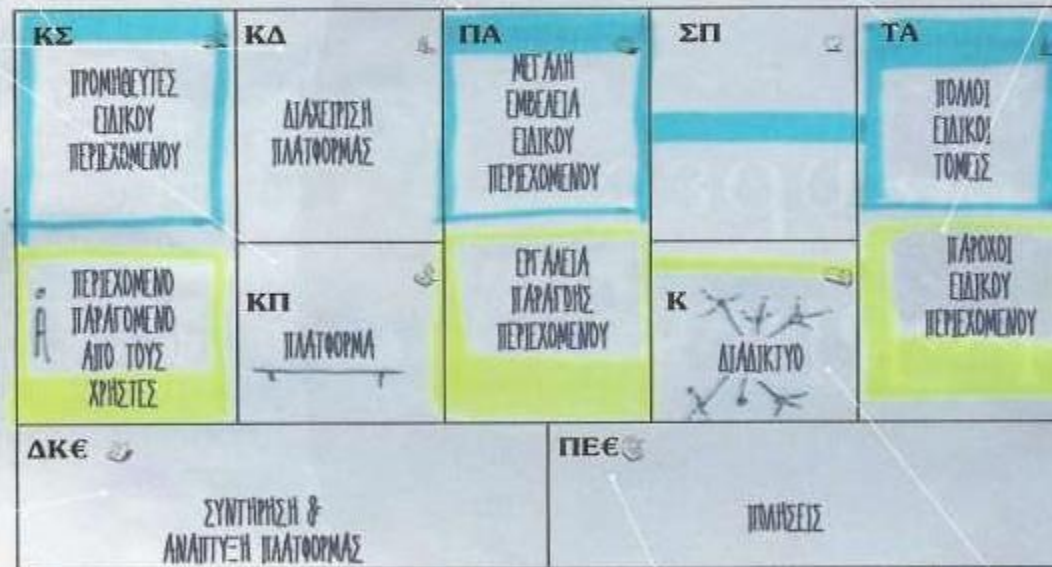 ΚΣ
ΠΡΟΜΗΘΕΥΤΕΣ
ΕΙΔΙΚΟΥ
ΠΕΡΙΕΧΟΜΕΝΟΥ
ΠΕΡΙΕΧΟΜΕΝΟ
ΠΑΡΑΓΟΜΕΝΟ
ΑΠΟ ΤΟΥΣ
ΧΡΗΣΤΕΣ
ΚΔ
ΔΙΑΧΕΙΡΙΣΗ
ΠΛΑΤΦΟΡΜΑΣ
ΚΠ
ΠΛΑΤΦΟΡΜΑ
ΠΑ
ΜΕΓΑΛΗ
ΕΜΒΕΛΕΙΑ
ΕΙΔΙΚΟΥ
ΠΕΡΙΕΧΟΜΕΝΟΥ
ΕΡΓΑΛΕΙΑ
ΠΑΡΑΓΩΓΗΣ
ΠΕΡΙΕΧΟΜΕΝΟΥ
ΣΠ
Κ
ΔΙΑΔΙΚΤΥΟ
ΤΑ
ΠΟΛΛΟΙ
ΕΙΔΙΚΟΙ
ΤΟΜΕΙΣ
ΠΑΡΟΧΟΙ
ΕΙΔΙΚΟΥ
ΠΕΡΙΕΧΟΜΕΝΟΥ
ΔΚ€
ΣΥΝΤΗΡΗΣΗ &
ΑΝΑΠΤΥΞΗ ΠΛΑΤΦΟΡΜΑΣ
ΠΕ€
ΠΩΛΗΣΕΙΣ